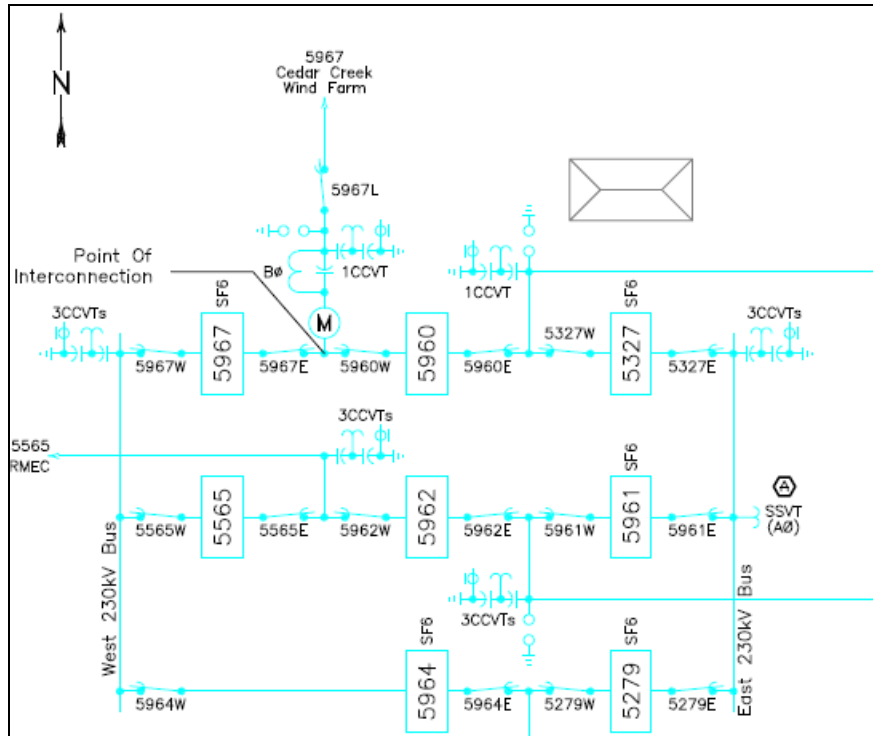 N
5967
Cedar Creek
Wind Farm
5967L
Point Of
Interconnection
BØ
1CCVT
1CCVT
M
3CCVTs
SF6
5967
5960
5327W
SF6
5327
3CCVTs
5967W
5967E
5960W
5960E
5327E
3CCVTs
5565
RMEC
5565
5962
SF6
5961
A
SSVT
(AØ)
5565W
5565E
5962W
5962E
5961W
5961E
West 230kV Bus
3CCVTs
East 230kV Bus
SF6
5964
SF6
5279
5964W
5964E
5279W
5279E